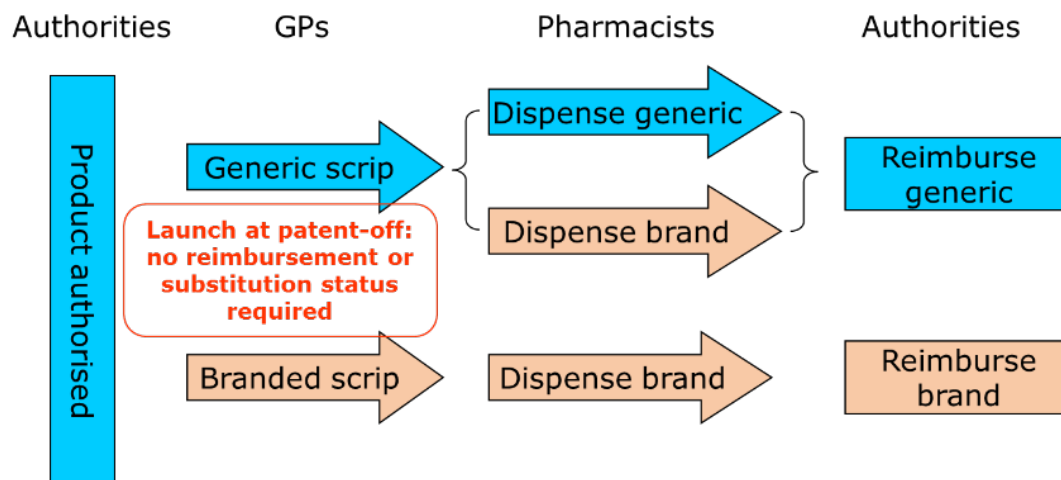 Authorities
GPs
Pharmacists
Authorities
Product authorised
Generic scrip
Dispense generic
Dispense brand
Reimburse
generic
Launch at patent-off:
no reimbursement or
substitution status
required
Branded scrip
Dispense brand
Reimburse
brand